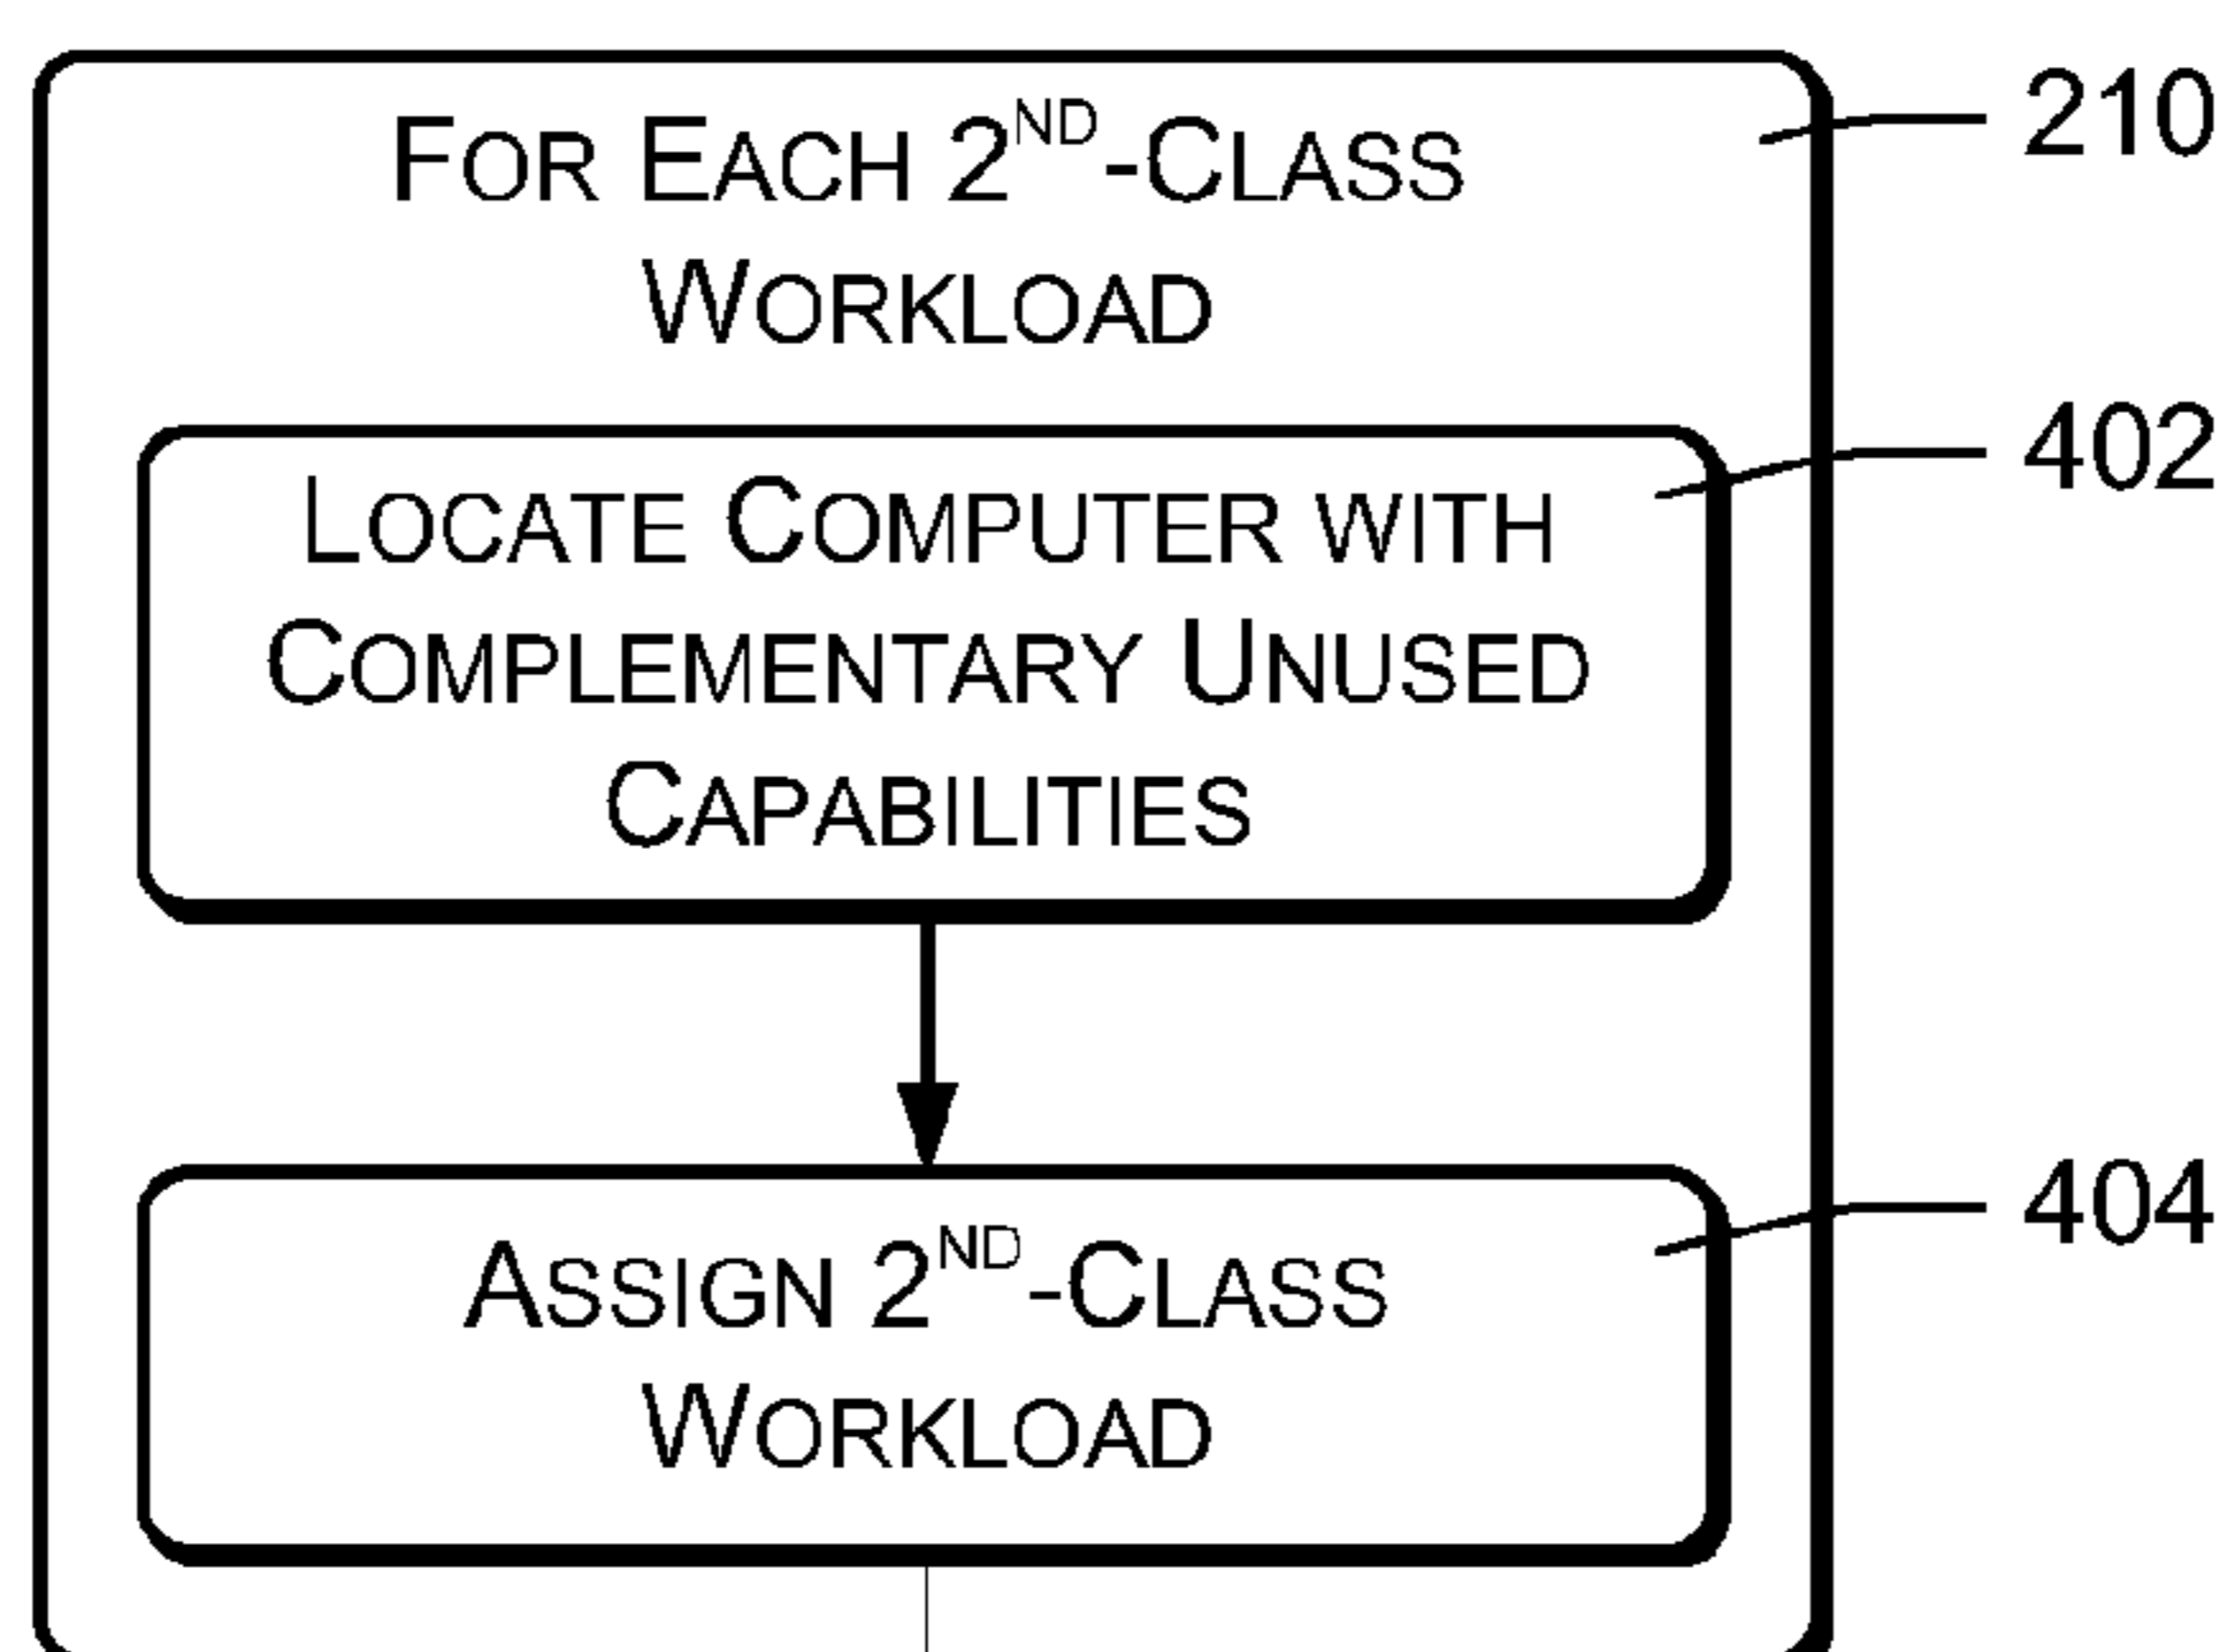 FOR EACH 2ND-CLASS
WORKLOAD
210
LOCATE COMPUTER WITH
COMPLEMENTARY UNUSED
CAPABILITIES
402
ASSIGN 2ND-CLASS
WORKLOAD
404